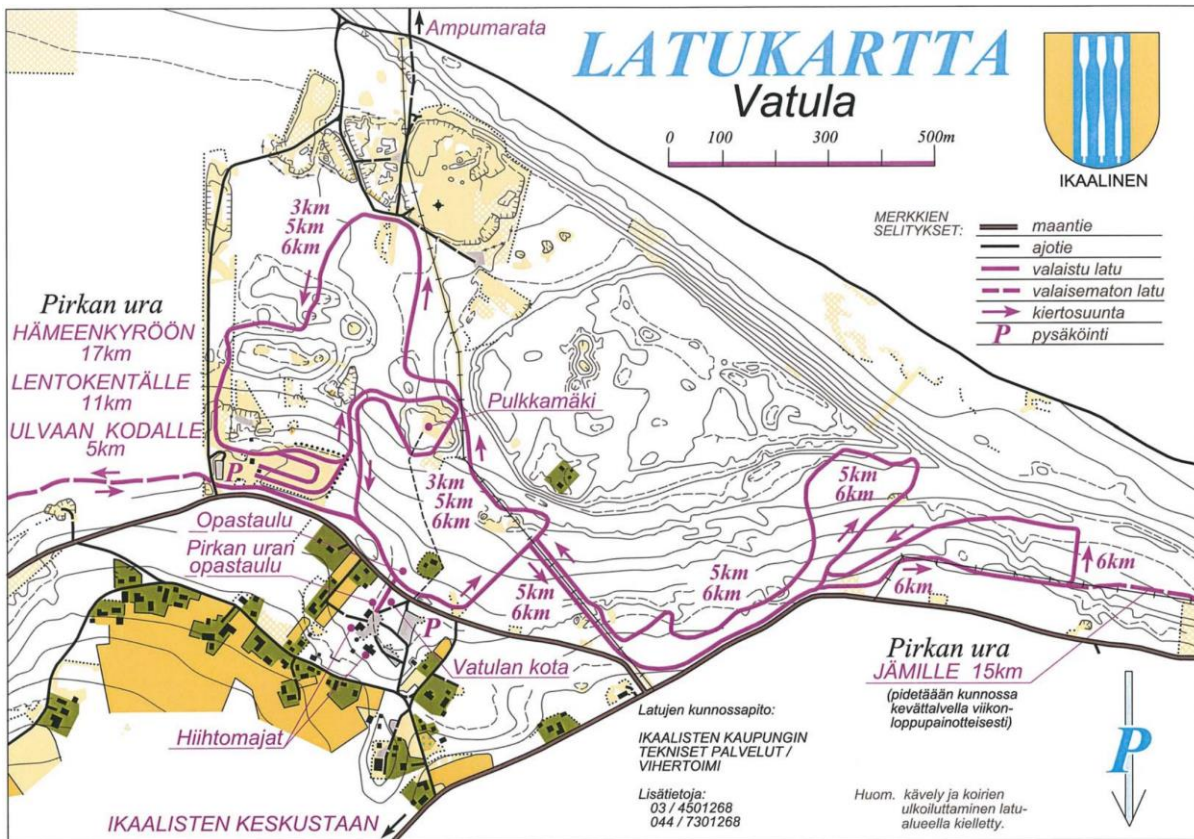 Ampumarata
LATUKARTTA
Vatula
0 100 300 500m
IKAALINEN
MERKKIEN
SELITYKSET:
maantie
ajotie
valaistu latu
valaisematon latu
kiertosuunta
P pysäköinti
3km
5km
6km
Pirkan ura
HÄMEENKYRÖÖN
17km
LENTOKENTÄLLE
11km
ULVAAN KODALLE
5km
Pulkkamäki
P
3km
5km
6km
5km
6km
Opastaulu
Pirkan uran
opastaulu
5km
6km
5km
6km
6km
6km
P
Vatulan kota
Hiihtomajat
IKAALISTEN KESKUSTAAN
Pirkan ura
JÄMILLE 15km
(pidetäään kunnossa
kevättalvella viikon-
loppupainotteisesti)
Latujen kunnossapito:
IKAALISTEN KAUPUNGIN
TEKNISET PALVELUT /
VIHERTOIMI
Lisätietoja:
03 / 4501268
044 / 7301268
Huom. kävely ja koirien
ulkoiluttaminen latu-
alueella kielletty.
P